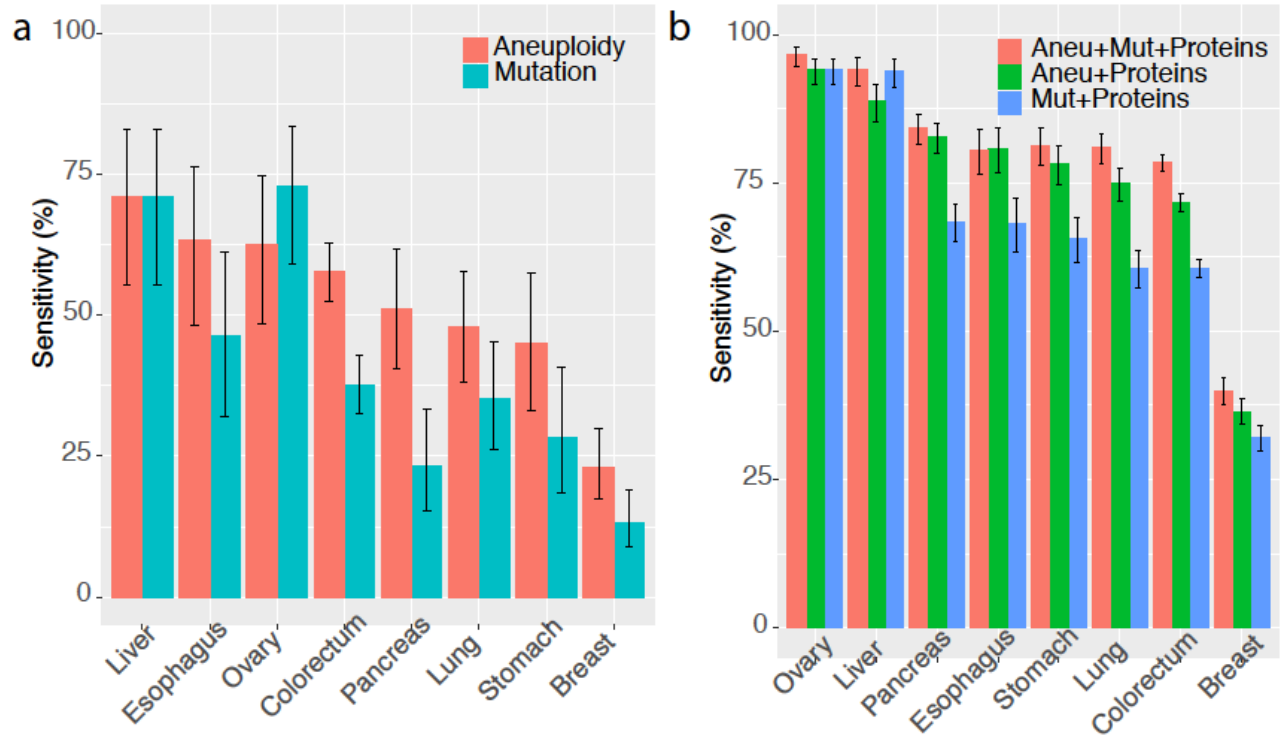 a
100
75
50
25
0
Sensitivity (%)
Aneuploidy
Mutation
Liver
Esophagus
Ovary
Colorectum
Pancreas
Lung
Stomach
Breast
b
100
75
50
25
0
Sensitivity (%)
Aneu+Mut+Proteins
Aneu+Proteins
Mut+Proteins
Ovary
Liver
Pancreas
Esophagus
Stomach
Lung
Colorectum
Breast